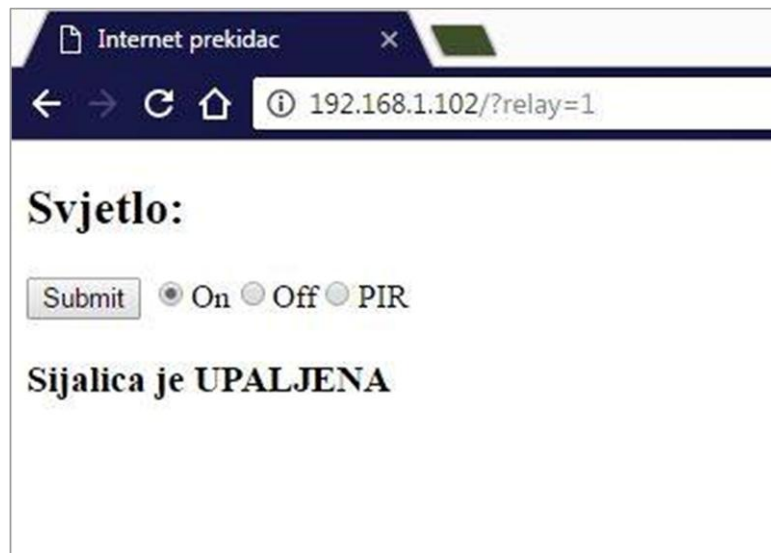 Internet prekidac
192.168.1.102/?relay=1
Svjetlo:
Submit On Off PIR
Sijalica je UPALJENA